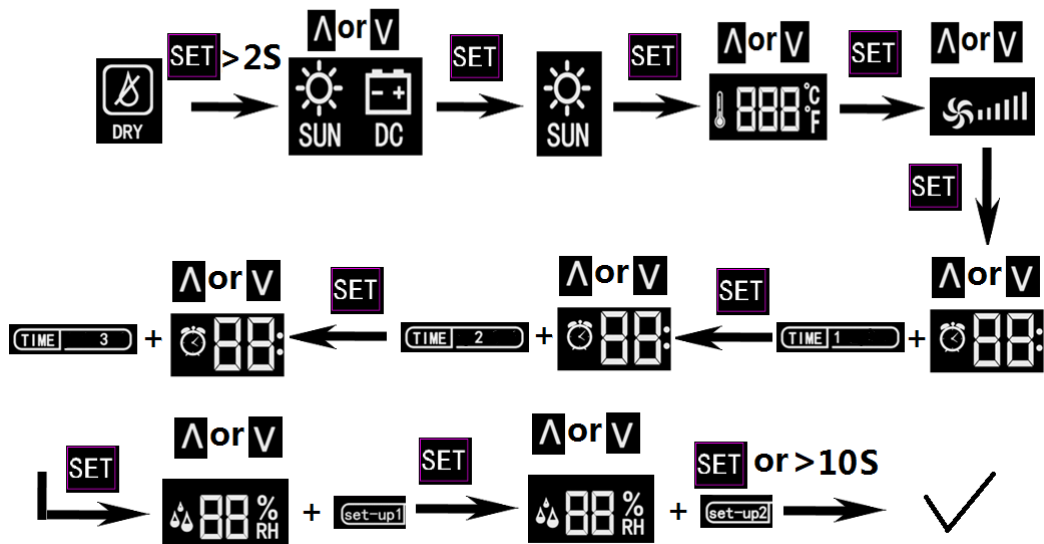 SET >2S
Λ or V
SET
SET
Λ or V
SET
Λ or V
DRY
SUN DC
SUN
888 °C °F
SET
Λ or V
SET
Λ or V
SET
Λ or V
TIME 3 + 88:
TIME 2 + 88:
TIME 1 + 88:
SET
Λ or V
SET
Λ or V
SET or >10S
88 % RH + set-up1
88 % RH + set-up2